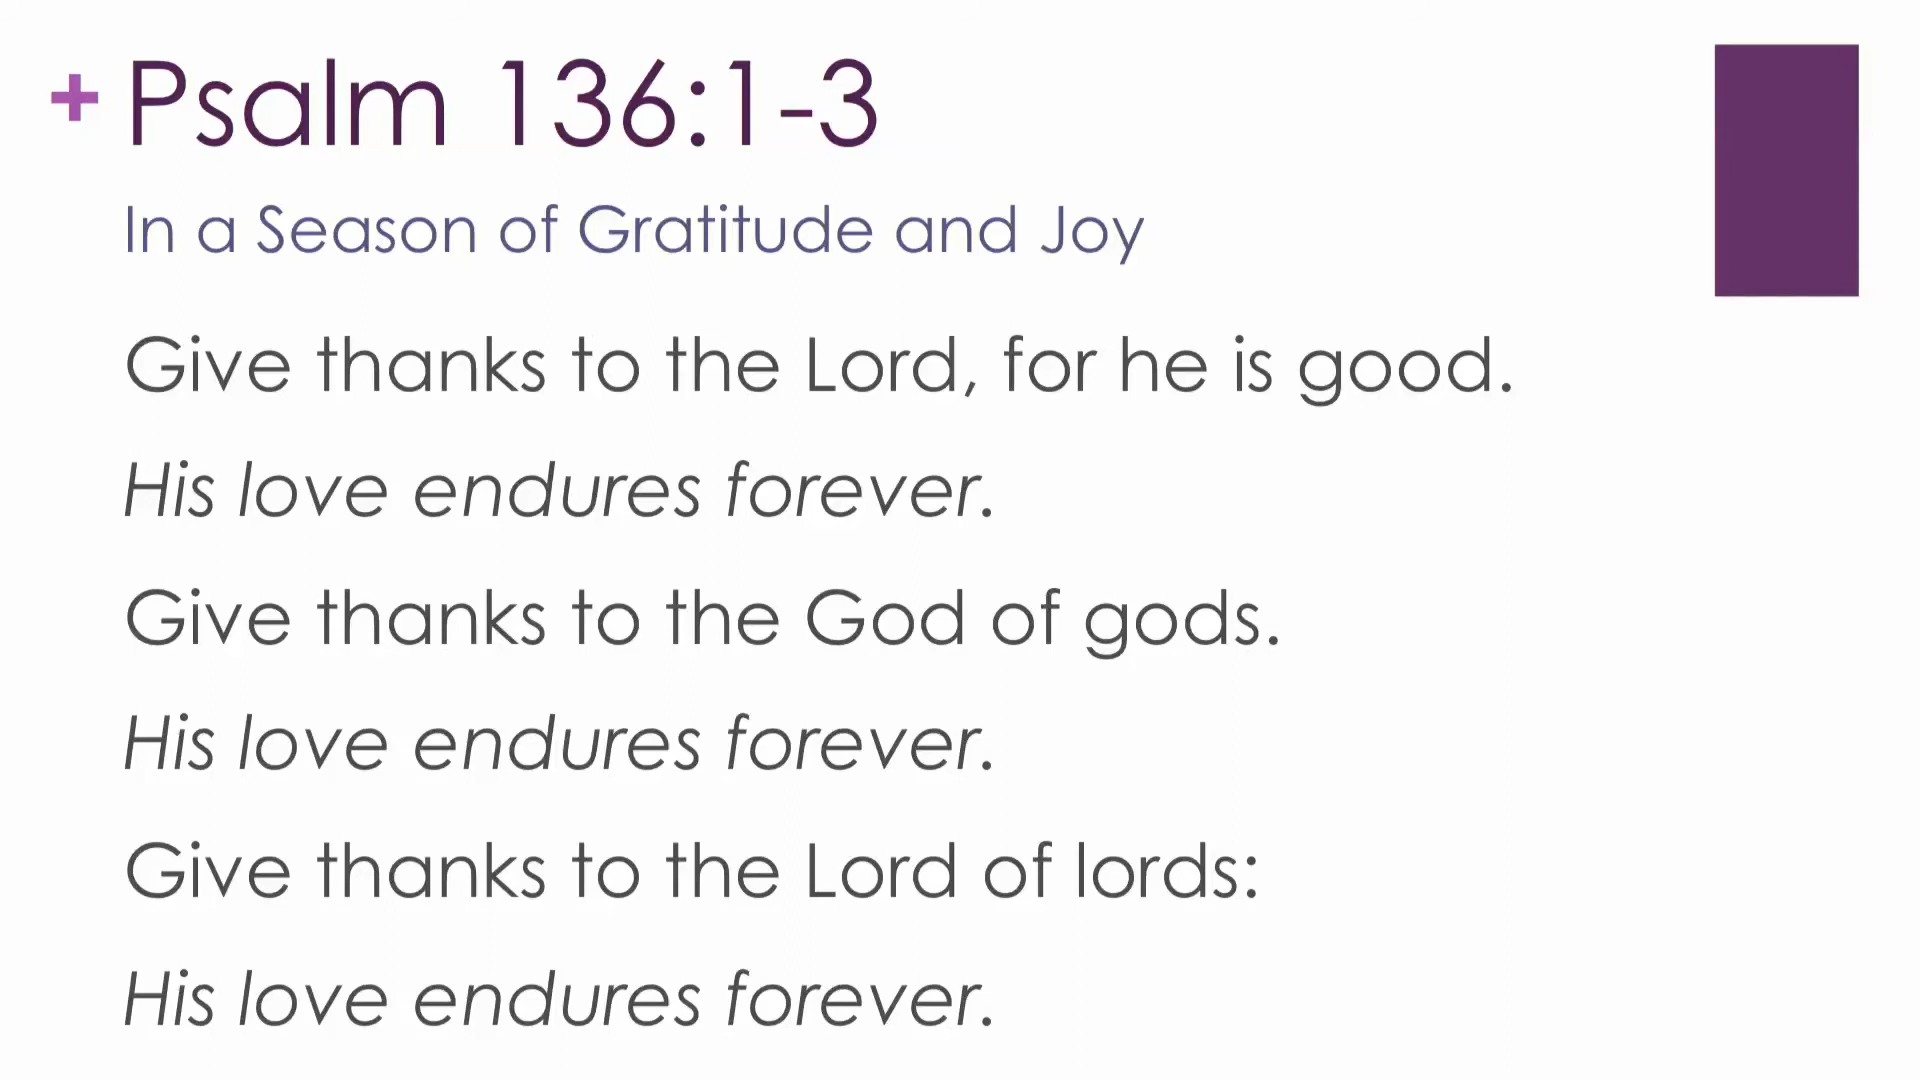 + Psalm 136:1-3
In a Season of Gratitude and Joy
Give thanks to the Lord, for he is good.
His love endures forever.
Give thanks to the God of gods.
His love endures forever.
Give thanks to the Lord of lords:
His love endures forever.